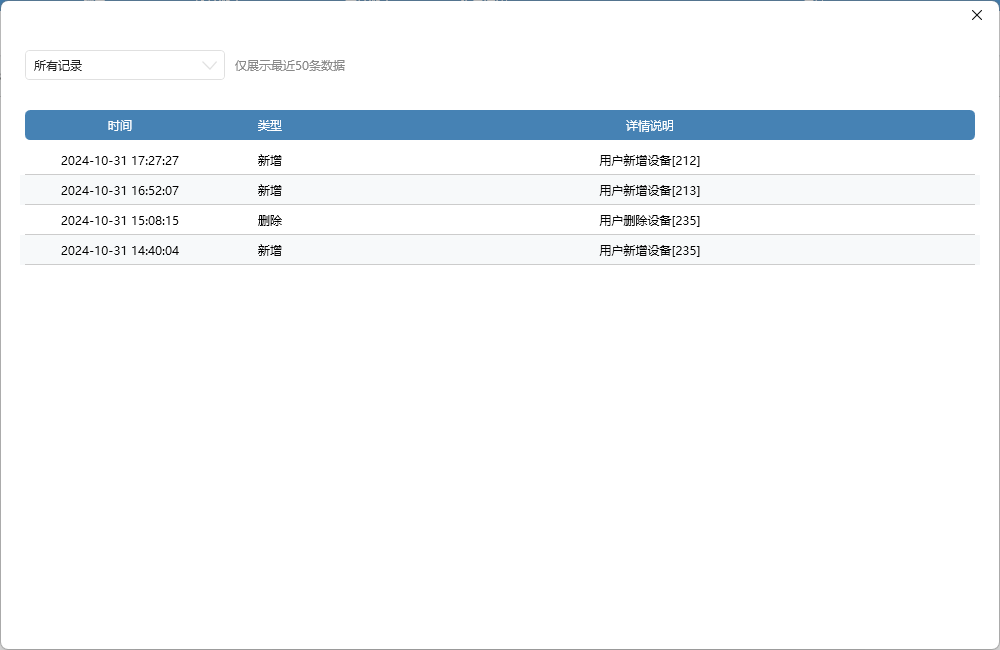 所有记录 仅展示最近50条数据
时间 类型 详情说明
2024-10-31 17:27:27 新增 用户新增设备[212]
2024-10-31 16:52:07 新增 用户新增设备[213]
2024-10-31 15:08:15 删除 用户删除设备[235]
2024-10-31 14:40:04 新增 用户新增设备[235]